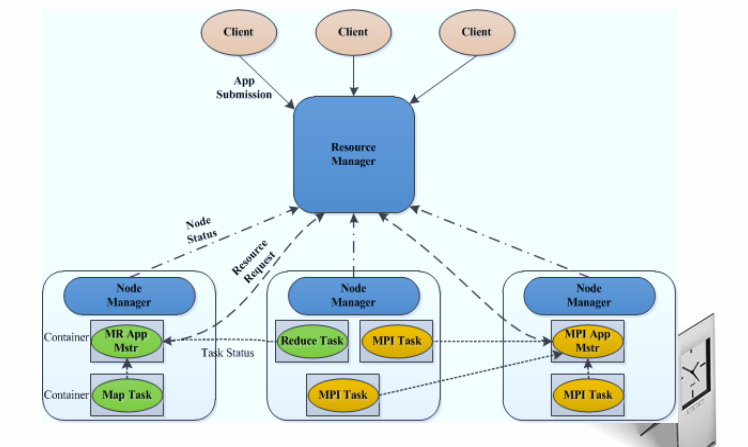 Client
Client
Client
App
Submission
Resource
Manager
Node
Status
Resource
Request
Node
Manager
Node
Manager
Node
Manager
Container
MR App
Mstr
Reduce Task
MPI Task
MPI App
Mstr
Task Status
Container
Map Task
MPI Task
MPI Task